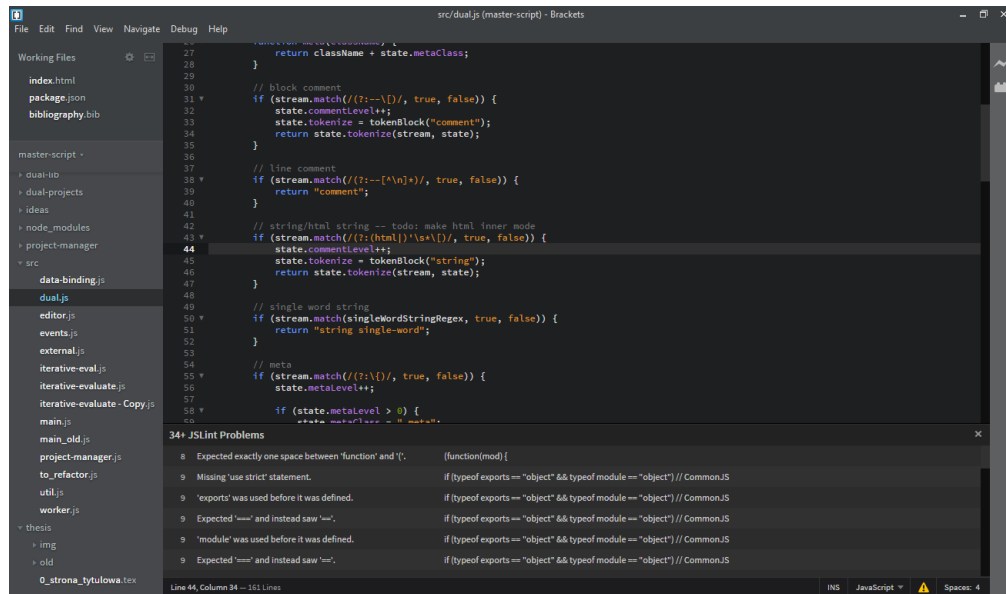 src/dual.js (master-script) - Brackets
File Edit Find View Navigate Debug Help
Working Files
index.html
package.json
bibliography.bib
master-script
dual-lib
dual-projects
ideas
node_modules
project-manager
src
data-binding.js
dual.js
editor.js
events.js
external.js
iterative-eval.js
iterative-evaluate.js
iterative-evaluate - Copy.js
main.js
main_old.js
project-manager.js
to_refactor.js
util.js
worker.js
thesis
img
old
0_strona_tytulowa.tex
26 function meta(className) {
27 return className + state.metaClass;
28 }
29
30 // block comment
31 if (stream.match(/(?:--\[)/, true, false)) {
32 state.commentLevel++;
33 state.tokenize = tokenBlock("comment");
34 return state.tokenize(stream, state);
35 }
36
37 // line comment
38 if (stream.match(/(?:--[^\n]*)/, true, false)) {
39 return "comment";
40 }
41
42 // string/html string -- todo: make html inner mode
43 if (stream.match(/(?:(html|)'\s*\[)/, true, false)) {
44 state.commentLevel++;
45 state.tokenize = tokenBlock("string");
46 return state.tokenize(stream, state);
47 }
48
49 // single word string
50 if (stream.match(singleWordStringRegex, true, false)) {
51 return "string single-word";
52 }
53
54 // meta
55 if (stream.match(/(?:\{)/, true, false)) {
56 state.metaLevel++;
57
58 if (state.metaLevel > 0) {
59 state.metaClass = " meta";
34+ JSLint Problems
8 Expected exactly one space between 'function' and '('. (function(mod) {
9 Missing 'use strict' statement. if (typeof exports == "object" && typeof module == "object") // CommonJS
9 'exports' was used before it was defined. if (typeof exports == "object" && typeof module == "object") // CommonJS
9 Expected '===' and instead saw '=='. if (typeof exports == "object" && typeof module == "object") // CommonJS
9 'module' was used before it was defined. if (typeof exports == "object" && typeof module == "object") // CommonJS
9 Expected '===' and instead saw '=='. if (typeof exports == "object" && typeof module == "object") // CommonJS
Line 44, Column 34 — 161 Lines
INS JavaScript Spaces: 4